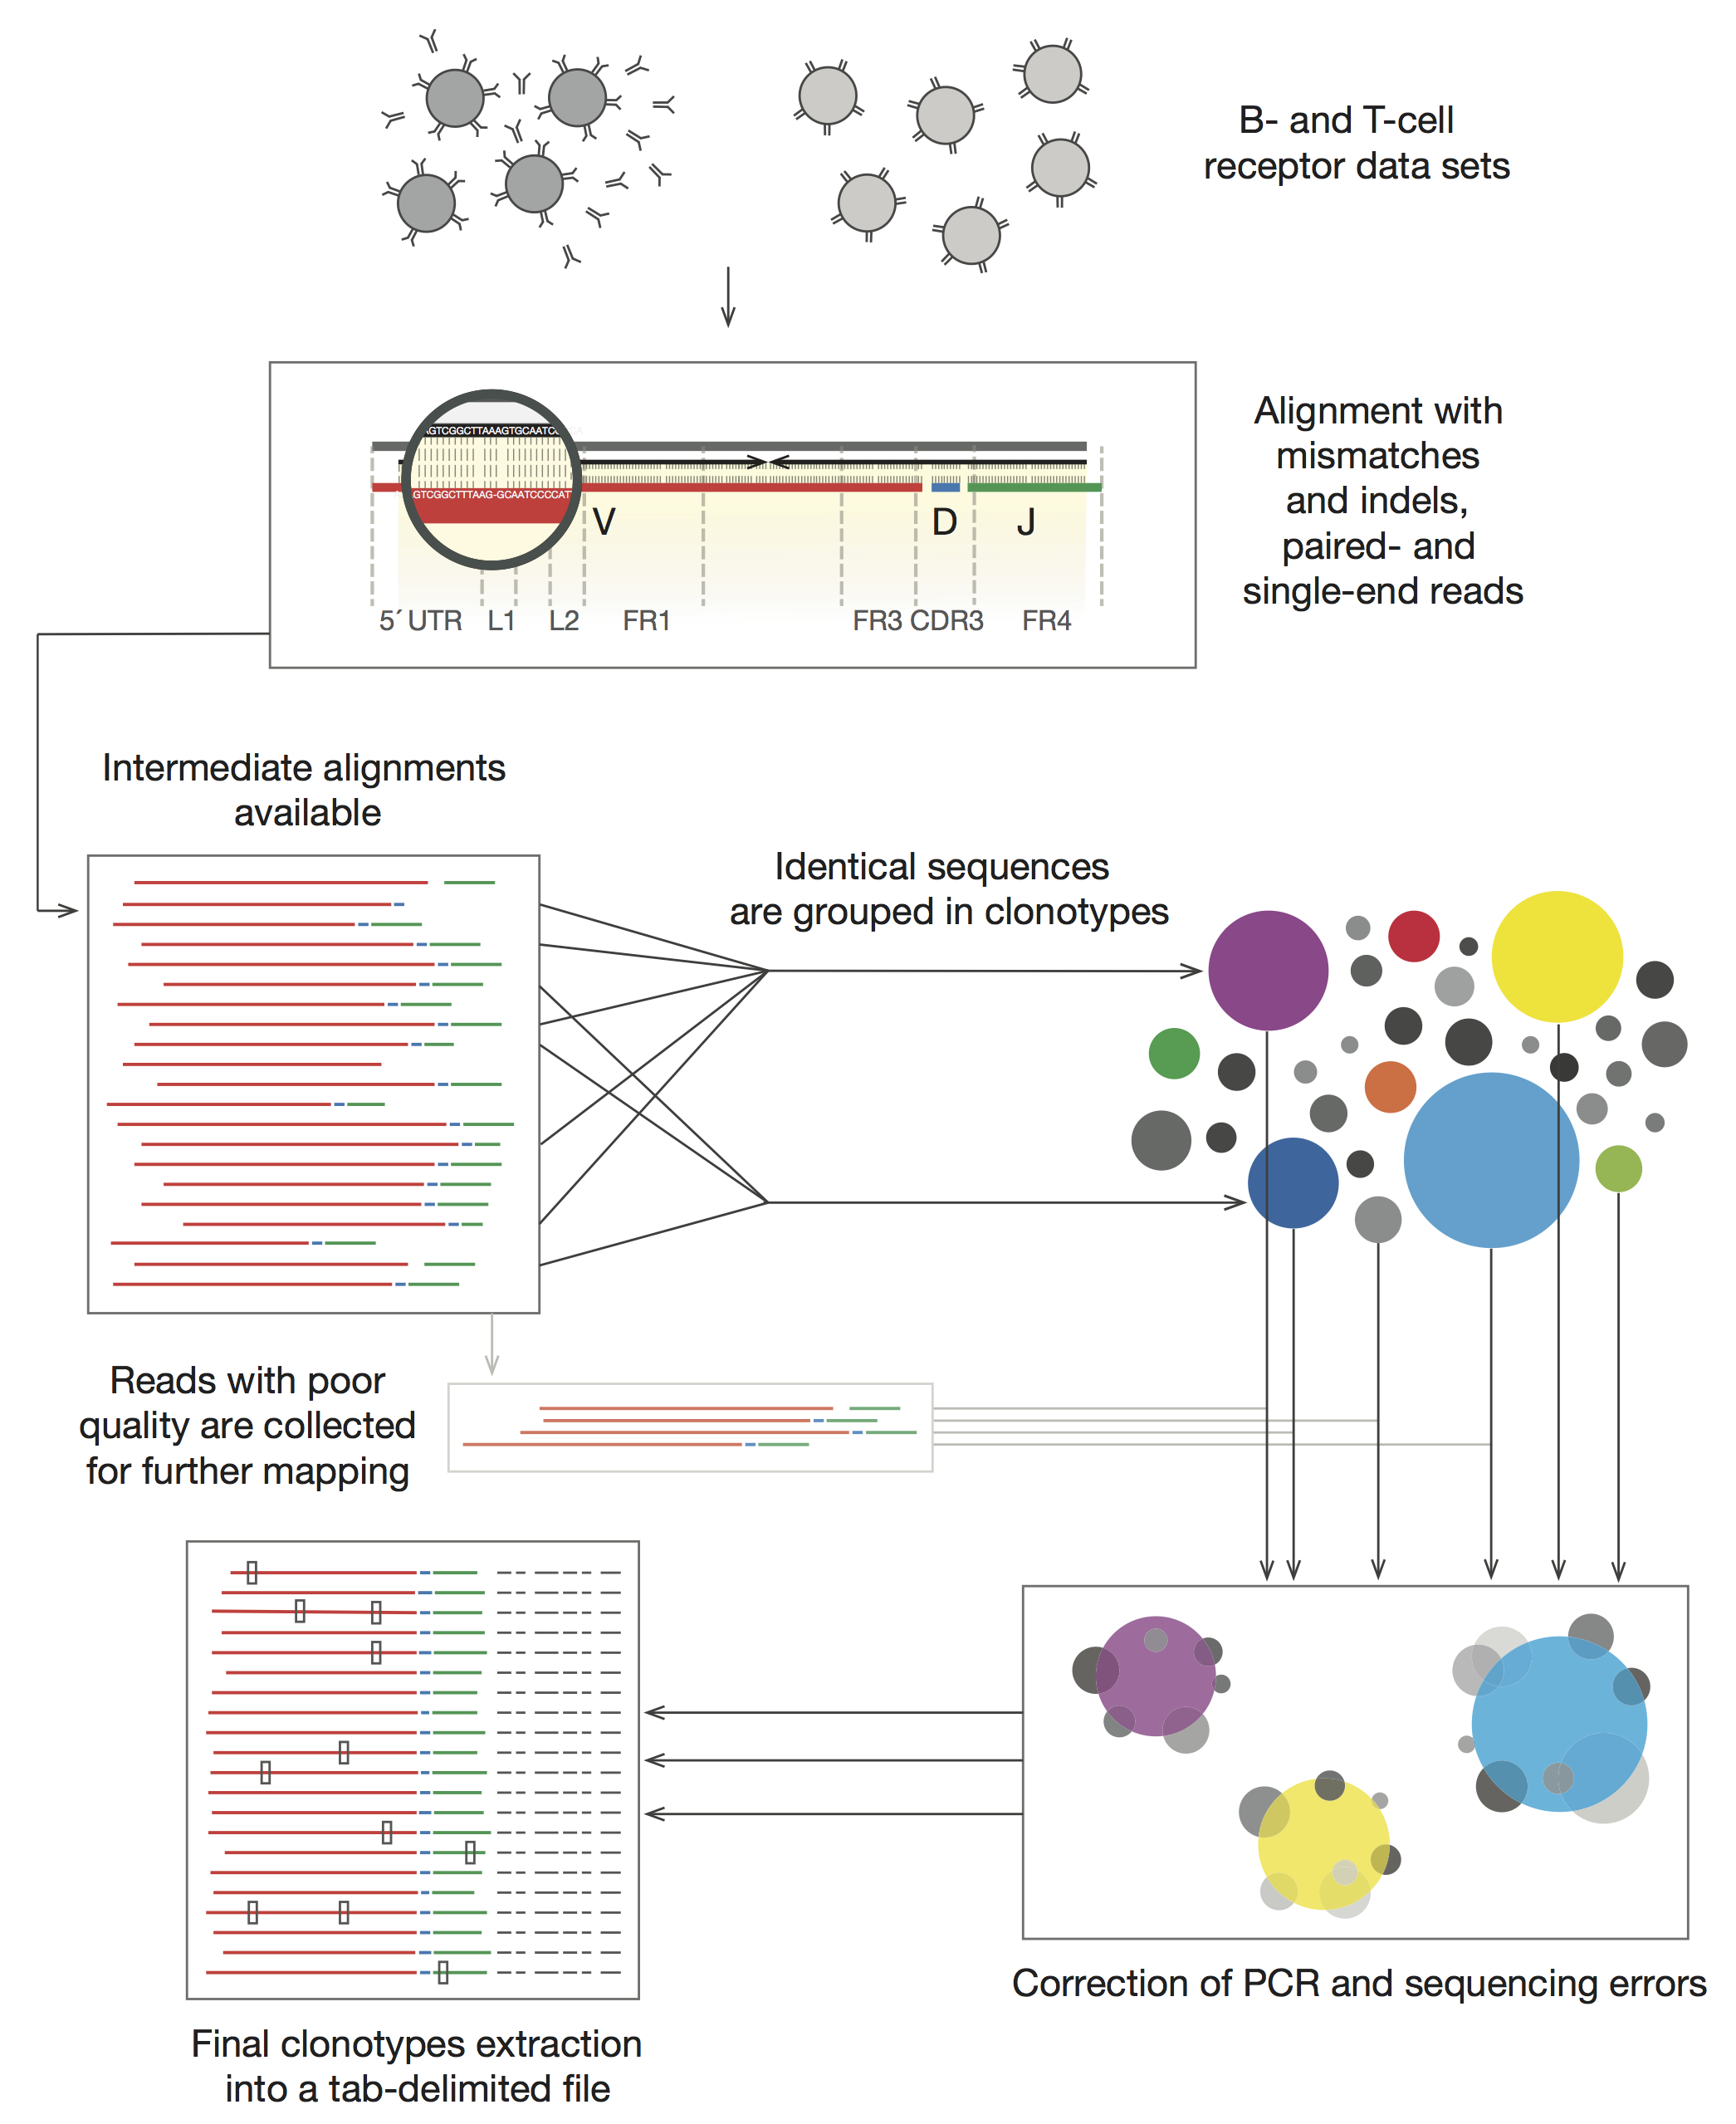 B- and T-cell
receptor data sets
Alignment with
mismatches
and indels,
paired- and
single-end reads
AGTCGGCTTAAAGTGCAATC
GTCGGCTTTAAG-GCAATCCCCAT
V D J
5´ UTR L1 L2 FR1 FR3 CDR3 FR4
Intermediate alignments
available
Identical sequences
are grouped in clonotypes
Reads with poor
quality are collected
for further mapping
Correction of PCR and sequencing errors
Final clonotypes extraction
into a tab-delimited file